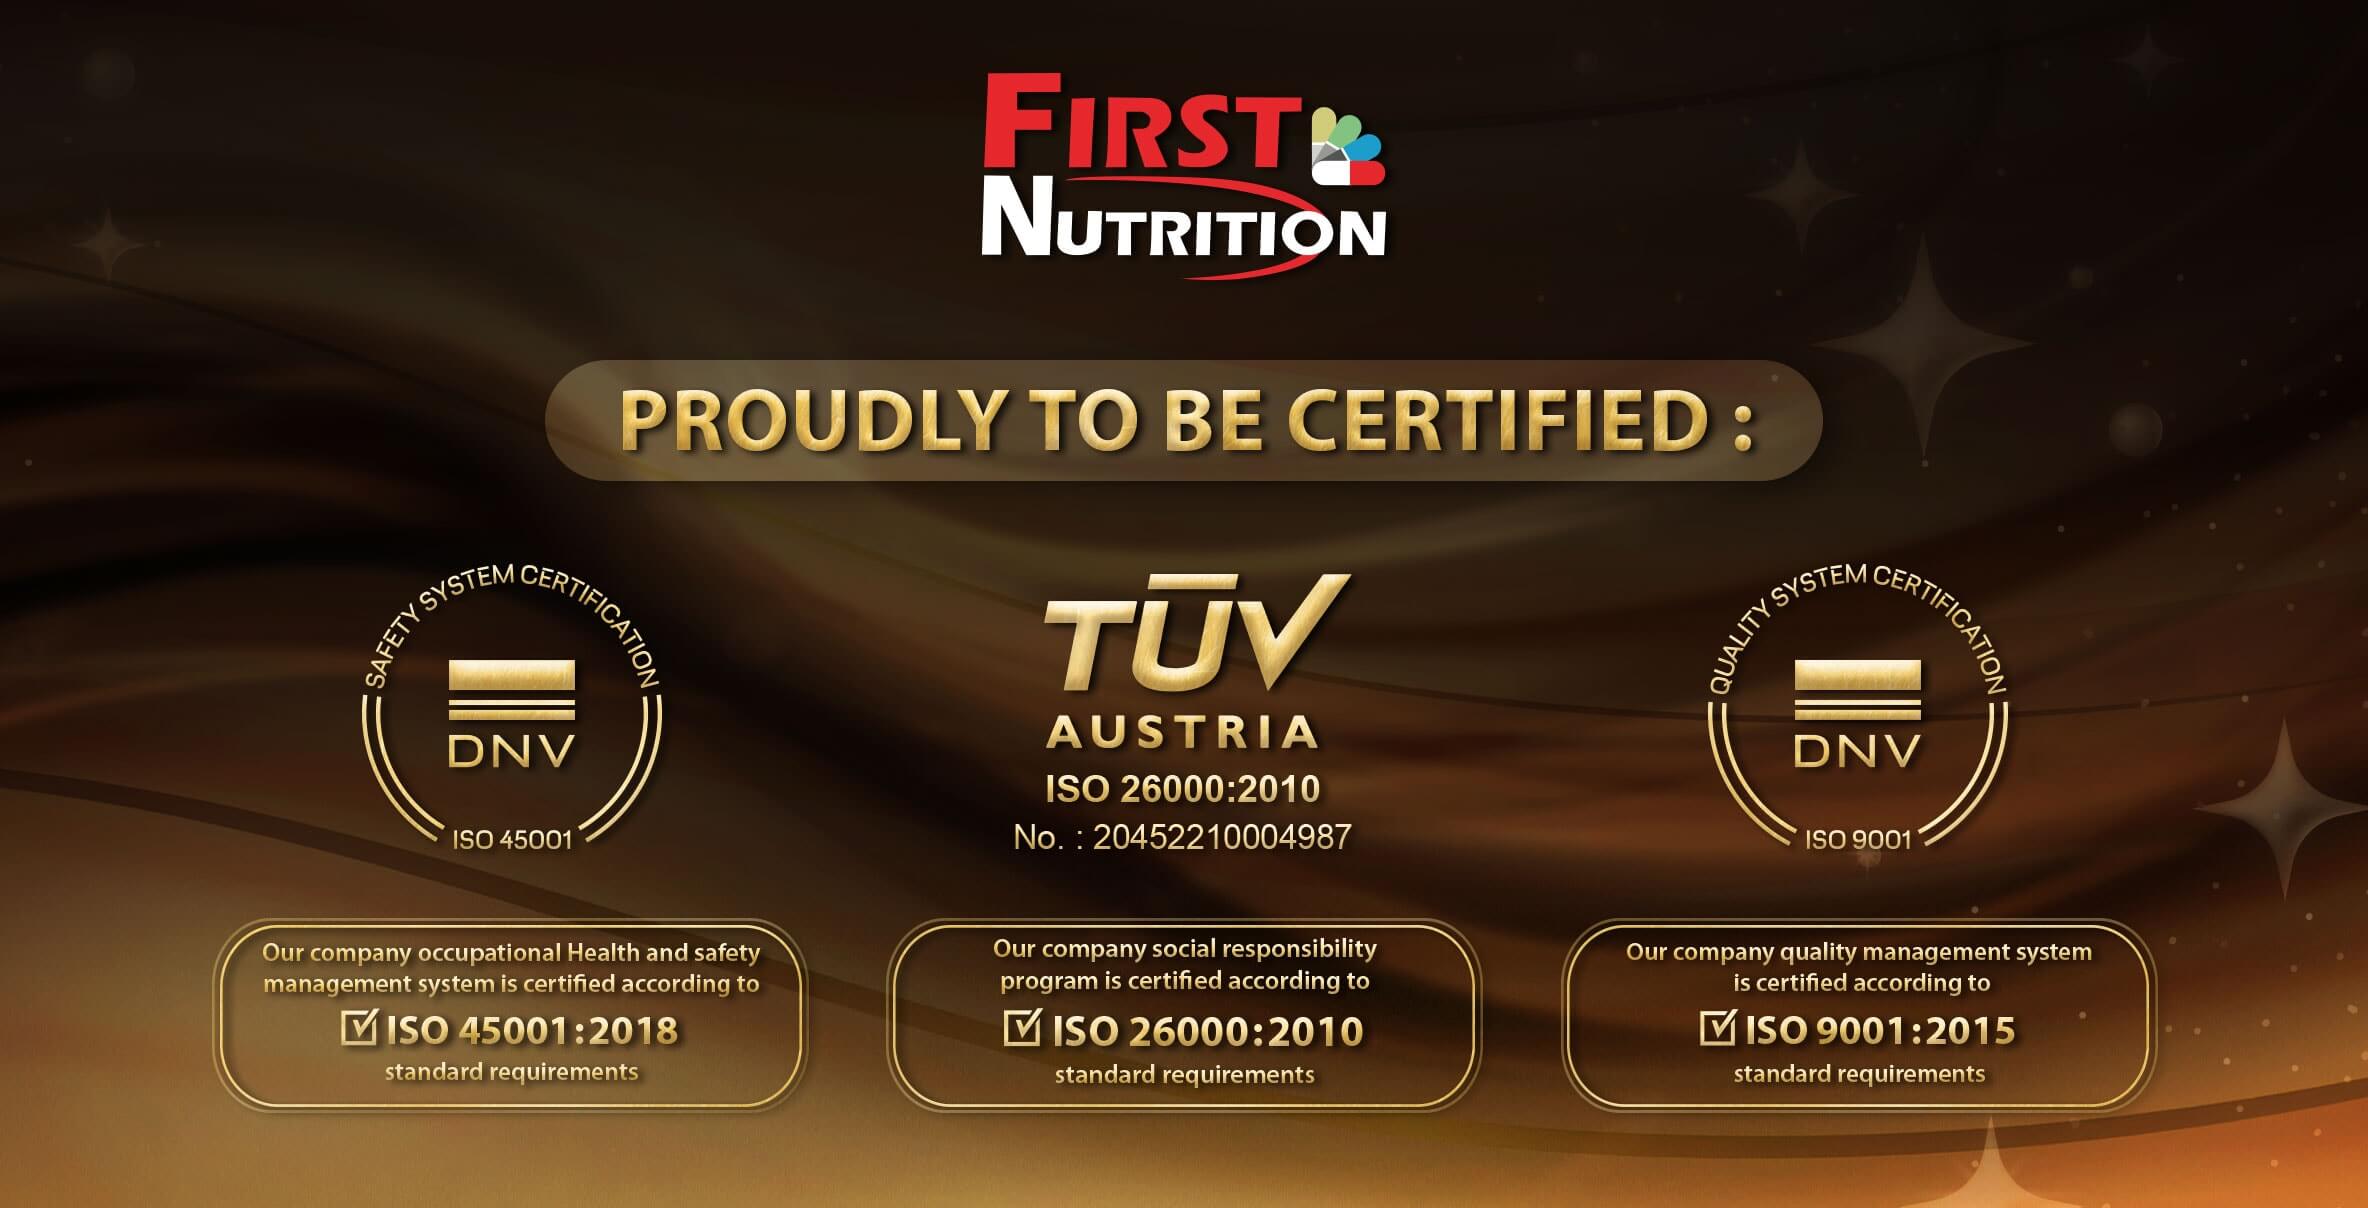 FIRST
NUTRITION
PROUDLY TO BE CERTIFIED :
SAFETY SYSTEM CERTIFICATION
DNV
ISO 45001
TÜV
AUSTRIA
ISO 26000:2010
No. : 20452210004987
QUALITY SYSTEM CERTIFICATION
DNV
ISO 9001
Our company occupational Health and safety
management system is certified according to
ISO 45001:2018
standard requirements
Our company social responsibility
program is certified according to
ISO 26000:2010
standard requirements
Our company quality management system
is certified according to
ISO 9001:2015
standard requirements